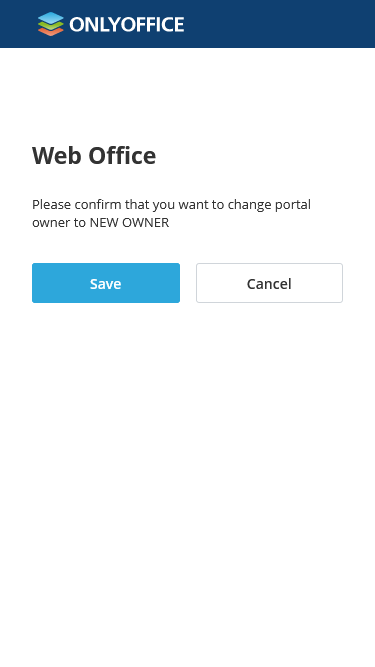 ONLYOFFICE
Web Office
Please confirm that you want to change portal
owner to NEW OWNER
Save
Cancel